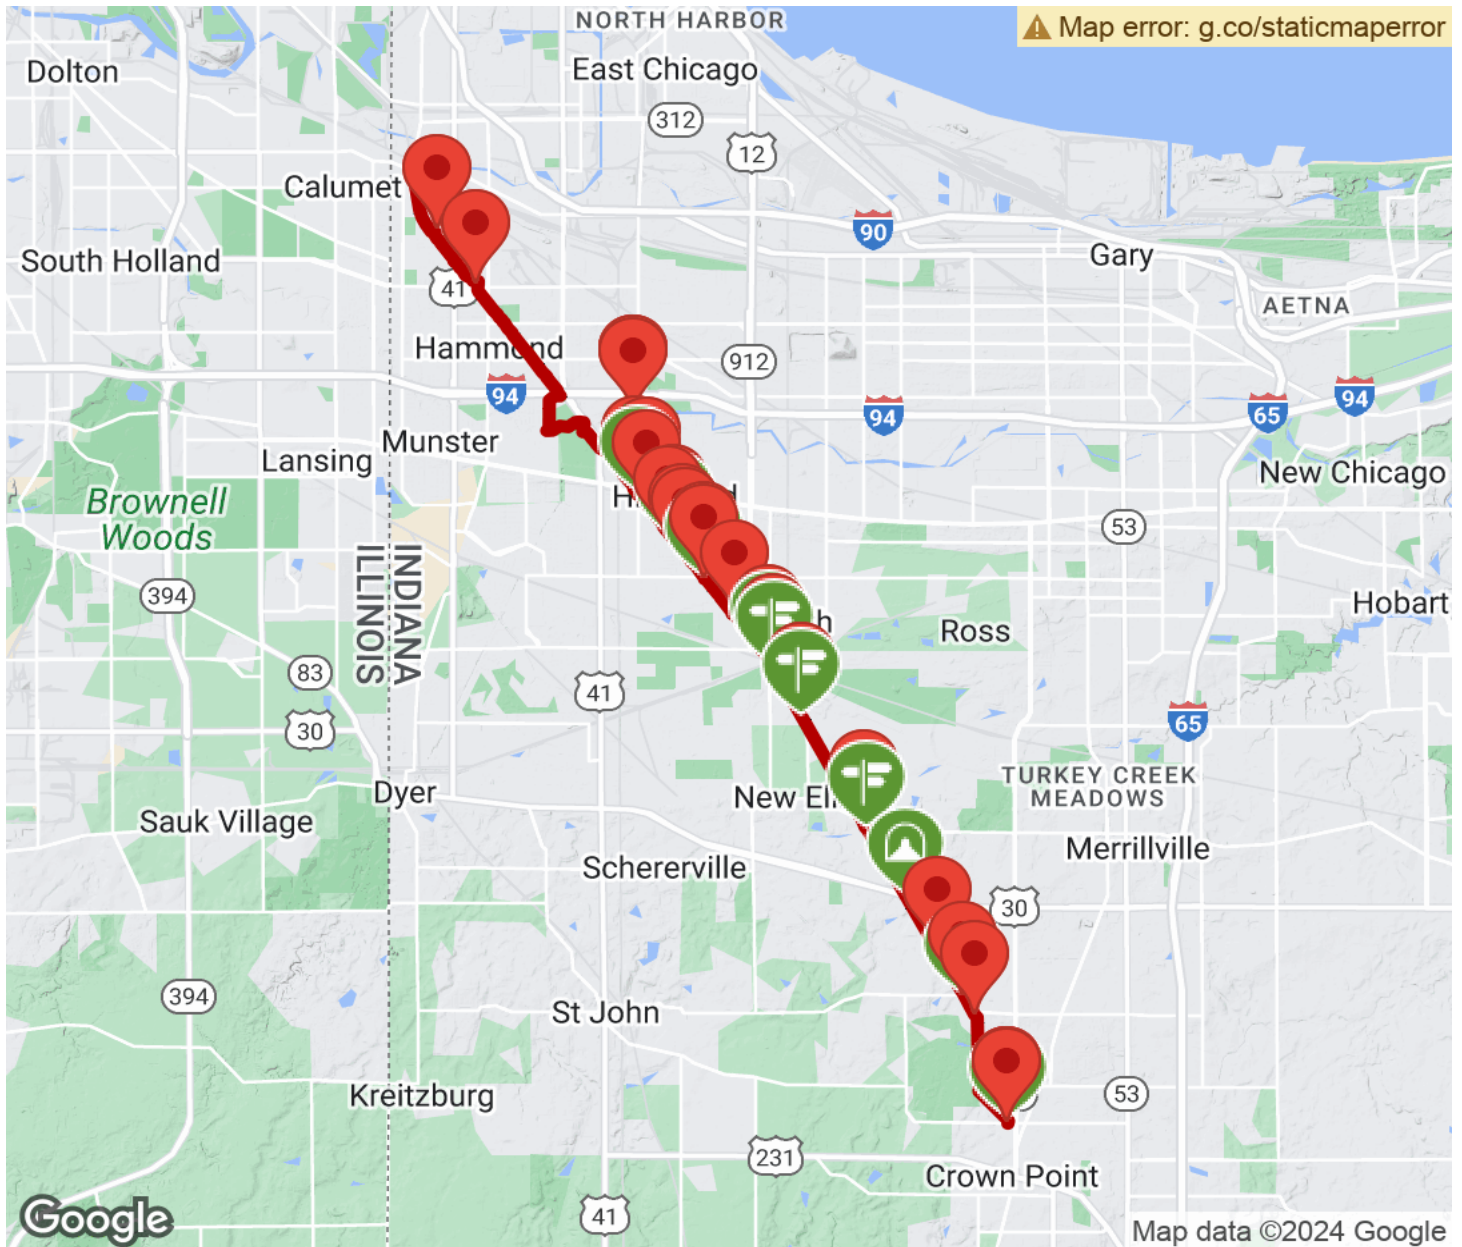 NORTH HARBOR
Map error: g.co/staticmaperror
Dolton
East Chicago
312
12
Calumet
90
South Holland
Gary
41
AETNA
Hammond
912
94
94
65
94
Munster
Lansing
New Chicago
Brownell
Woods
53
INDIANA
ILLINOIS
394
Hobart
Ross
83
41
30
65
TURKEY CREEK
MEADOWS
Dyer
New
Sauk Village
Merrillville
Schererville
30
394
St John
Kreitzburg
53
231
Crown Point
41
Google
Map data ©2024 Google